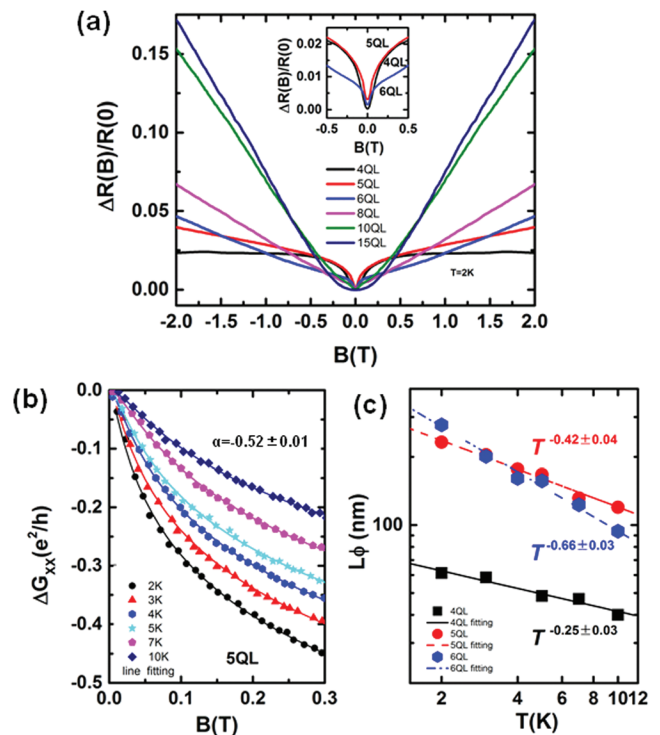 (a)
0.15
0.10
0.05
0.00
ΔR(B)/R(0)
-2.0 -1.5 -1.0 -0.5 0.0 0.5 1.0 1.5 2.0
B(T)
0.02
0.01
0.00
ΔR(B)/R(0)
-0.5 0.0 0.5
B(T)
5QL
4QL
6QL
4QL
5QL
6QL
8QL
10QL
15QL
T=2K
(b)
0.0
-0.1
-0.2
-0.3
-0.4
-0.5
ΔGxx(e²/h)
0.0 0.1 0.2 0.3
B(T)
α=-0.52±0.01
2K
3K
4K
5K
7K
10K
line fitting
5QL
(c)
100
Lϕ (nm)
2 4 6 8 1012
T(K)
T -0.42±0.04
T -0.66±0.03
T -0.25±0.03
4QL
4QL fitting
5QL
5QL fitting
6QL
6QL fitting